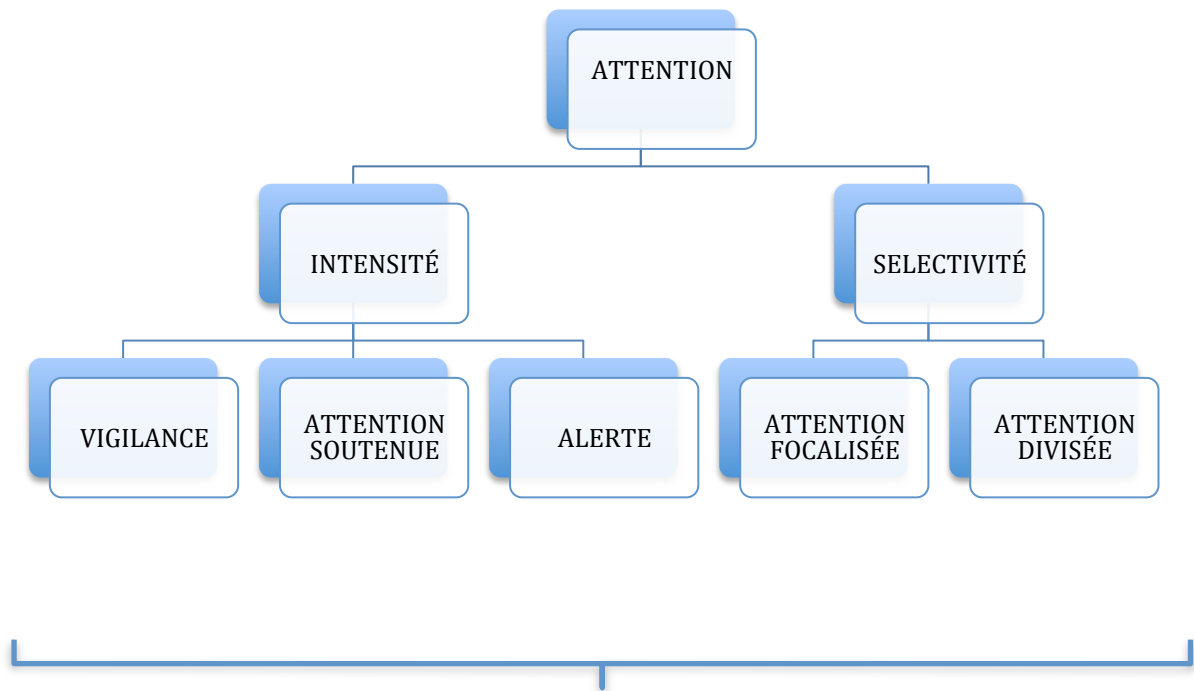 ATTENTION
INTENSITÉ
SELECTIVITÉ
VIGILANCE
ATTENTION
SOUTENUE
ALERTE
ATTENTION
FOCALISÉE
ATTENTION
DIVISÉE